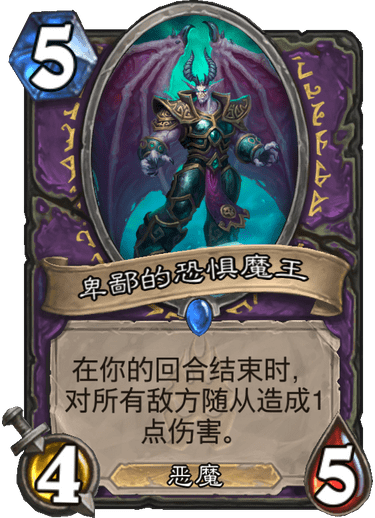 5
卑鄙的恐惧魔王
在你的回合结束时，
对所有敌方随从造成1
点伤害。
恶魔
4
5